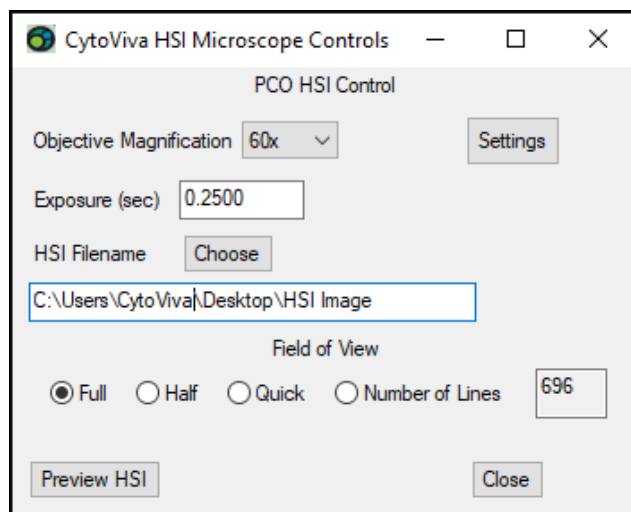 CytoViva HSI Microscope Controls
PCO HSI Control
Objective Magnification 60x Settings
Exposure (sec) 0.2500
HSI Filename Choose
C:\Users\CytoViva\Desktop\HSI Image
Field of View
Full Half Quick Number of Lines 696
Preview HSI Close